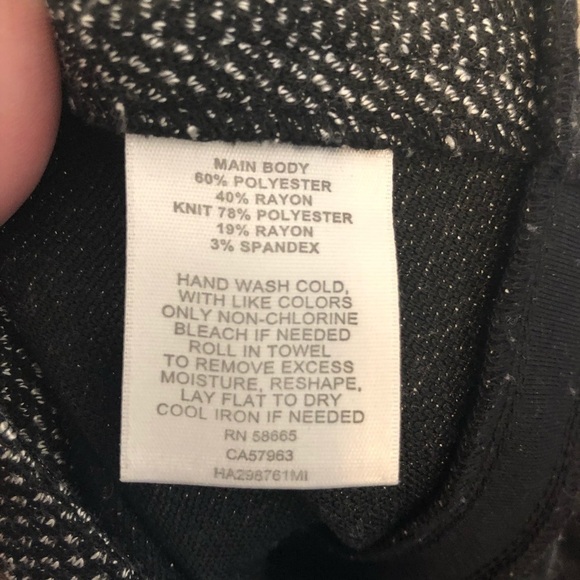 MAIN BODY
60% POLYESTER
40% RAYON
KNIT 78% POLYESTER
19% RAYON
3% SPANDEX
HAND WASH COLD,
WITH LIKE COLORS
ONLY NON-CHLORINE
BLEACH IF NEEDED
ROLL IN TOWEL
TO REMOVE EXCESS
MOISTURE, RESHAPE,
LAY FLAT TO DRY
COOL IRON IF NEEDED
RN 58665
CA57963
HA298761MI